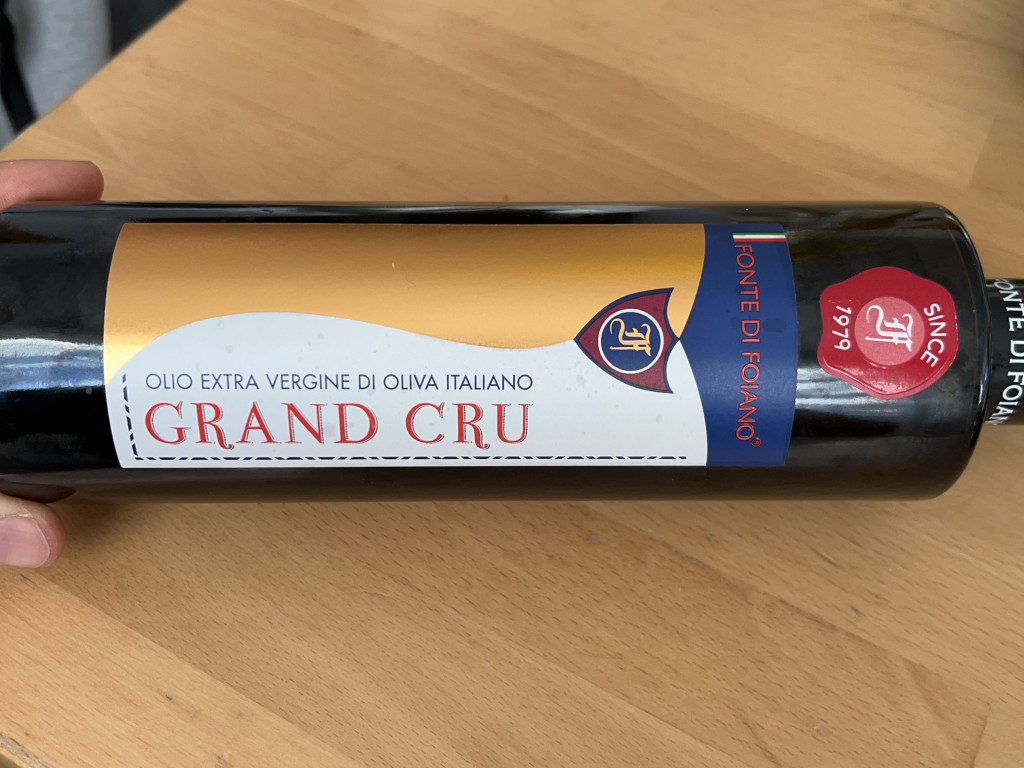 OLIO EXTRA VERGINE DI OLIVA ITALIANO
GRAND CRU
FONTE DI FOIANO®
SINCE
1979